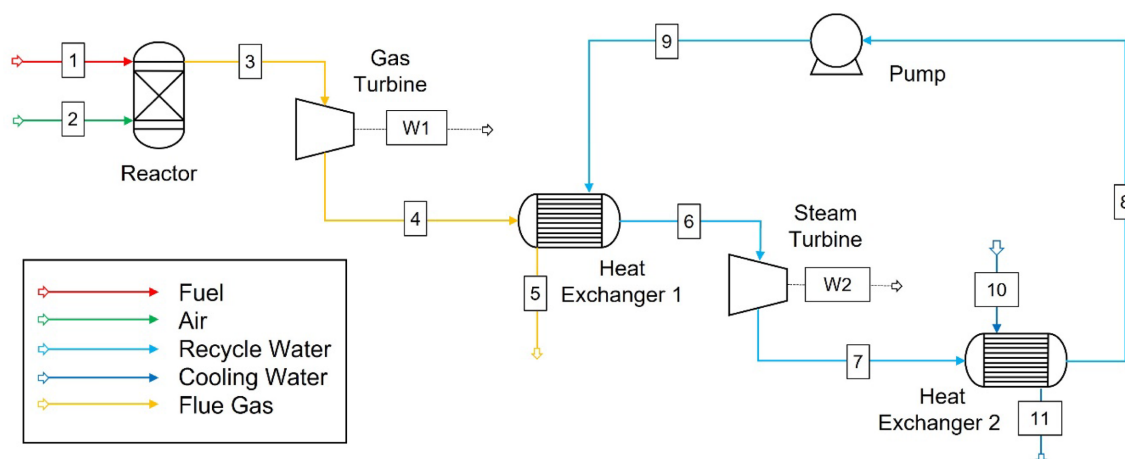 1
2
3
Reactor
Gas
Turbine
W1
4
5
Heat
Exchanger 1
6
Steam
Turbine
W2
7
9
Pump
8
10
Heat
Exchanger 2
11
Fuel
Air
Recycle Water
Cooling Water
Flue Gas